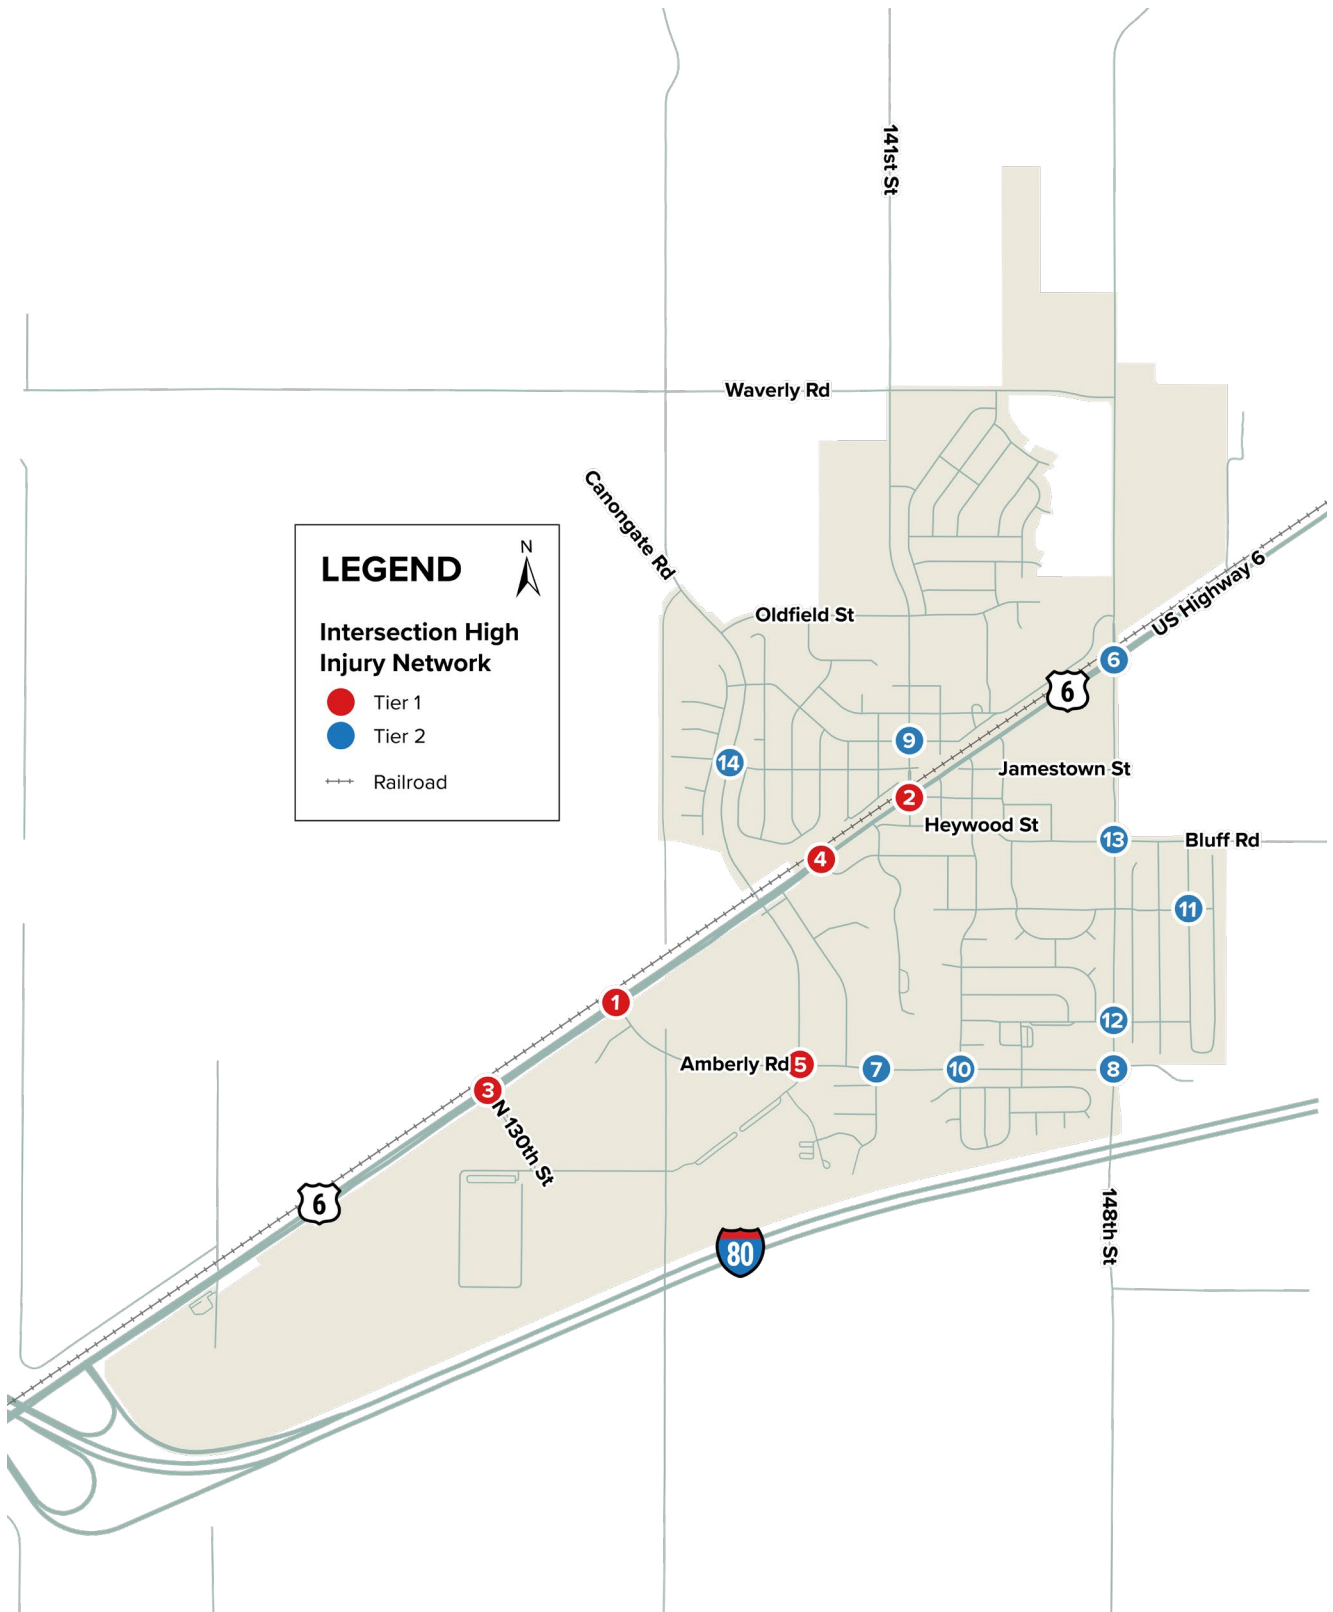 141st St
Waverly Rd
Canongate Rd
LEGEND
N
Intersection High
Injury Network
Tier 1
Tier 2
Railroad
Oldfield St
US Highway 6
6
6
9
14
Jamestown St
2
Heywood St
13
Bluff Rd
4
11
1
12
Amberly Rd
5
7
10
8
3
N 130th St
6
148th St
80